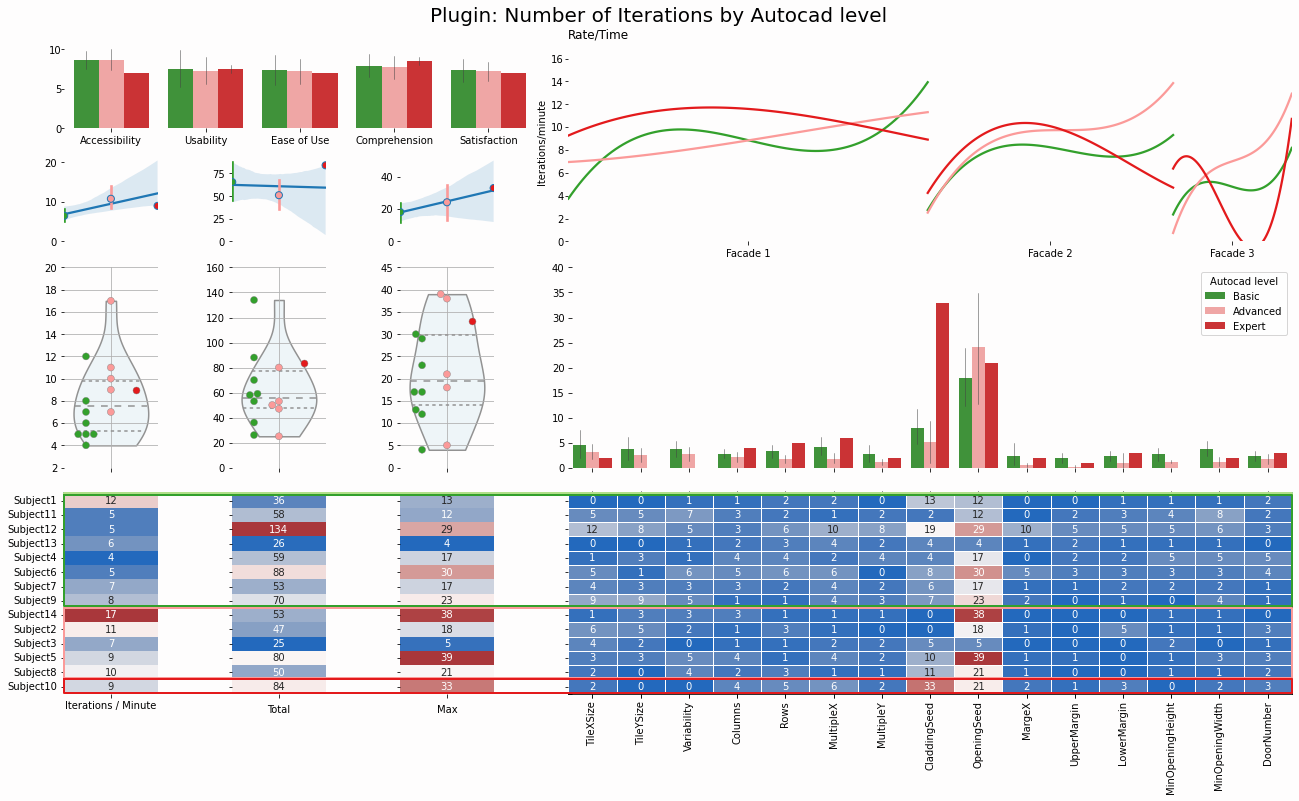 Plugin: Number of Iterations by Autocad level
10
5
0
Accessibility Usability Ease of Use Comprehension Satisfaction
20
10
0
75
50
25
0
40
20
0
Rate/Time
Iterations/minute
16
14
12
10
8
6
4
2
0
Facade 1 Facade 2 Facade 3
20
18
16
14
12
10
8
6
4
2
160
140
120
100
80
60
40
20
0
45
40
35
30
25
20
15
10
5
0
40
35
30
25
20
15
10
5
0
Autocad level
Basic
Advanced
Expert
Subject1 12 36 13 0 0 1 1 2 2 0 13 12 0 0 1 1 1 2
Subject11 5 58 12 5 5 7 3 2 1 2 2 12 0 2 3 4 8 2
Subject12 5 134 29 12 8 5 3 6 10 8 19 29 10 5 5 5 6 3
Subject13 6 26 4 0 0 1 2 3 4 2 4 4 1 2 1 1 1 0
Subject4 4 59 17 1 3 1 4 4 2 4 4 17 0 2 2 5 5 5
Subject6 5 88 30 5 1 6 5 6 6 0 8 30 5 3 3 3 3 4
Subject7 7 53 17 4 3 3 3 2 4 2 6 17 1 1 2 2 2 1
Subject9 8 70 23 9 9 5 1 1 4 3 7 23 2 0 1 0 4 1
Subject14 17 53 38 1 3 3 3 1 3 0 0 38 0 0 0 1 1 0
Subject2 11 47 18 6 5 2 1 3 1 0 0 18 1 0 5 1 1 3
Subject3 7 25 5 4 2 0 1 1 2 2 5 5 0 0 0 2 0 1
Subject5 9 80 39 3 3 5 4 1 4 2 10 39 1 1 0 1 3 3
Subject8 10 50 21 2 0 4 2 3 1 1 11 21 1 0 0 1 1 2
Subject10 9 84 33 2 0 0 4 5 6 2 33 21 2 1 3 0 2 3
Iterations / Minute Total Max
TileXSize
TileYSize
Variability
Columns
Rows
MultipleX
MultipleY
CladdingSeed
OpeningSeed
MargeX
UpperMargin
LowerMargin
MinOpeningHeight
MinOpeningWidth
DoorNumber